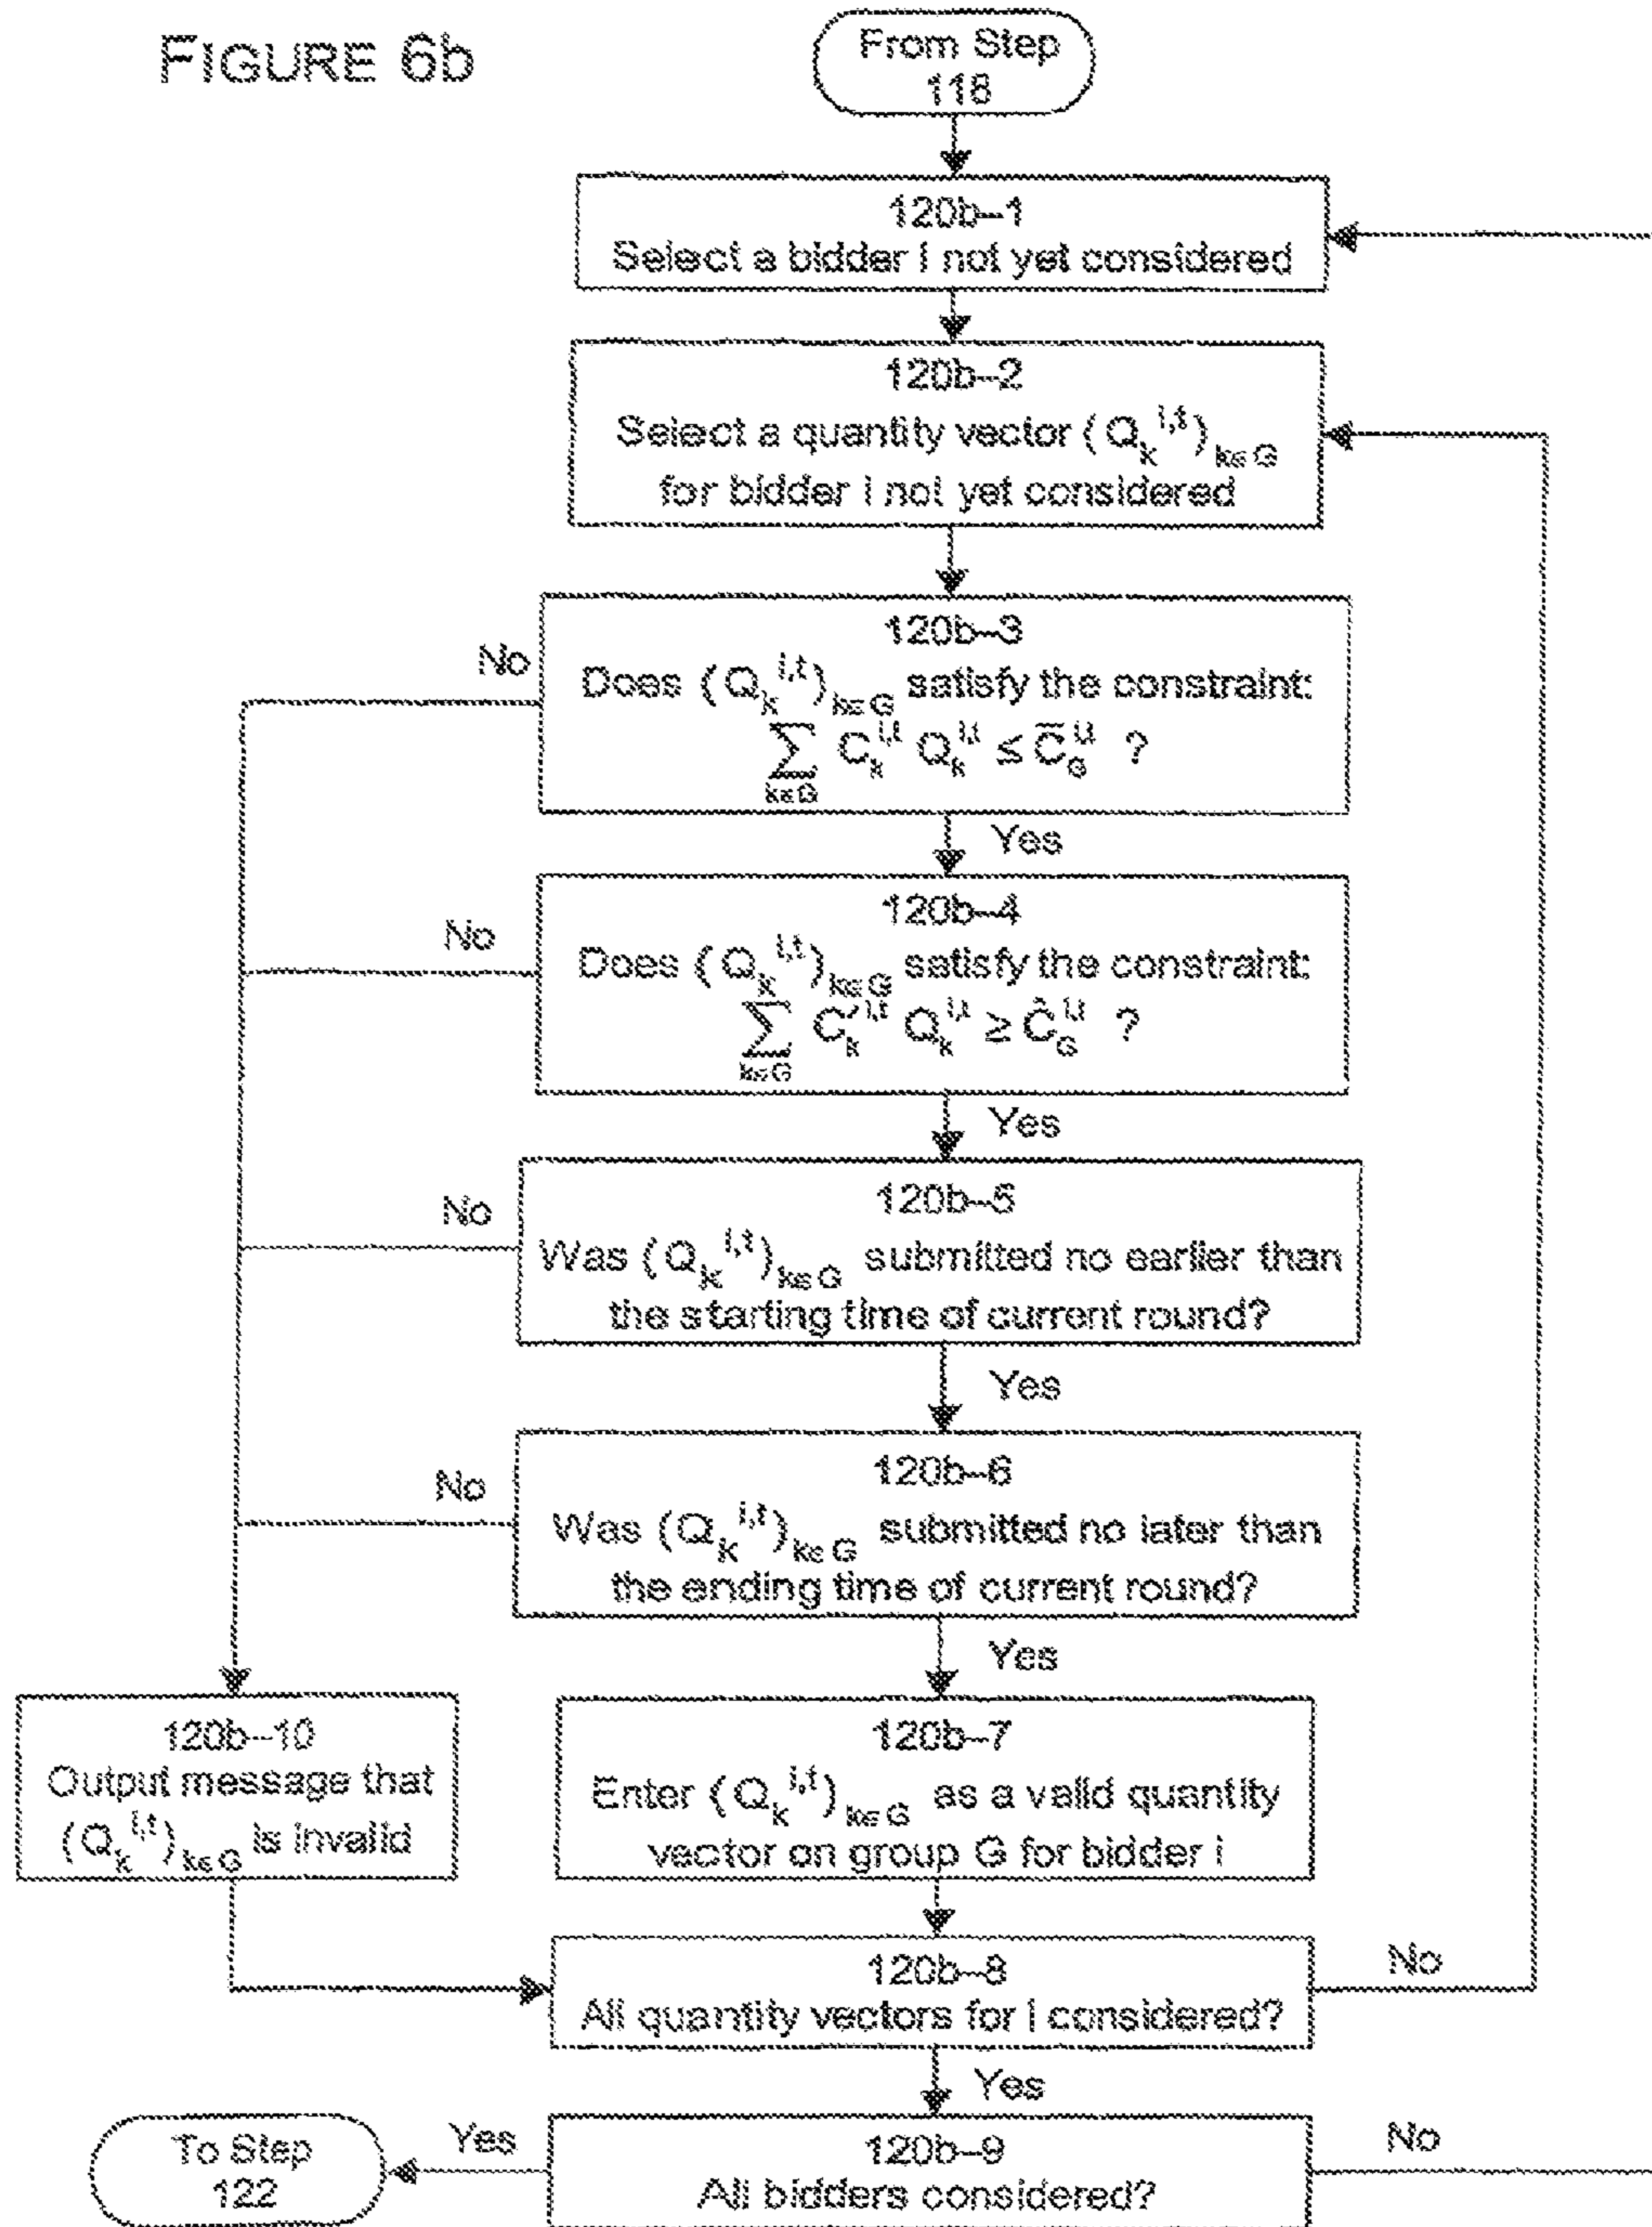 FIGURE 6b
From Step
118
120b–1
Select a bidder i not yet considered
120b–2
Select a quantity vector (Q_k^{i,t})_{k∈G}
for bidder i not yet considered
120b–3
Does (Q_k^{i,t})_{k∈G} satisfy the constraint:
∑_{k∈G} C_k^{i,t} Q_k^{i,t} ≤ C̅_G^{i,t} ?
No
Yes
120b–4
Does (Q_k^{i,t})_{k∈G} satisfy the constraint:
∑_{k∈G} C′_k^{i,t} Q_k^{i,t} ≥ Ĉ_G^{i,t} ?
No
Yes
120b–5
Was (Q_k^{i,t})_{k∈G} submitted no earlier than
the starting time of current round?
No
Yes
120b–6
Was (Q_k^{i,t})_{k∈G} submitted no later than
the ending time of current round?
No
Yes
120b–10
Output message that
(Q_k^{i,t})_{k∈G} is invalid
120b–7
Enter (Q_k^{i,t})_{k∈G} as a valid quantity
vector on group G for bidder i
120b–8
All quantity vectors for i considered?
No
Yes
120b–9
All bidders considered?
Yes
No
To Step
122